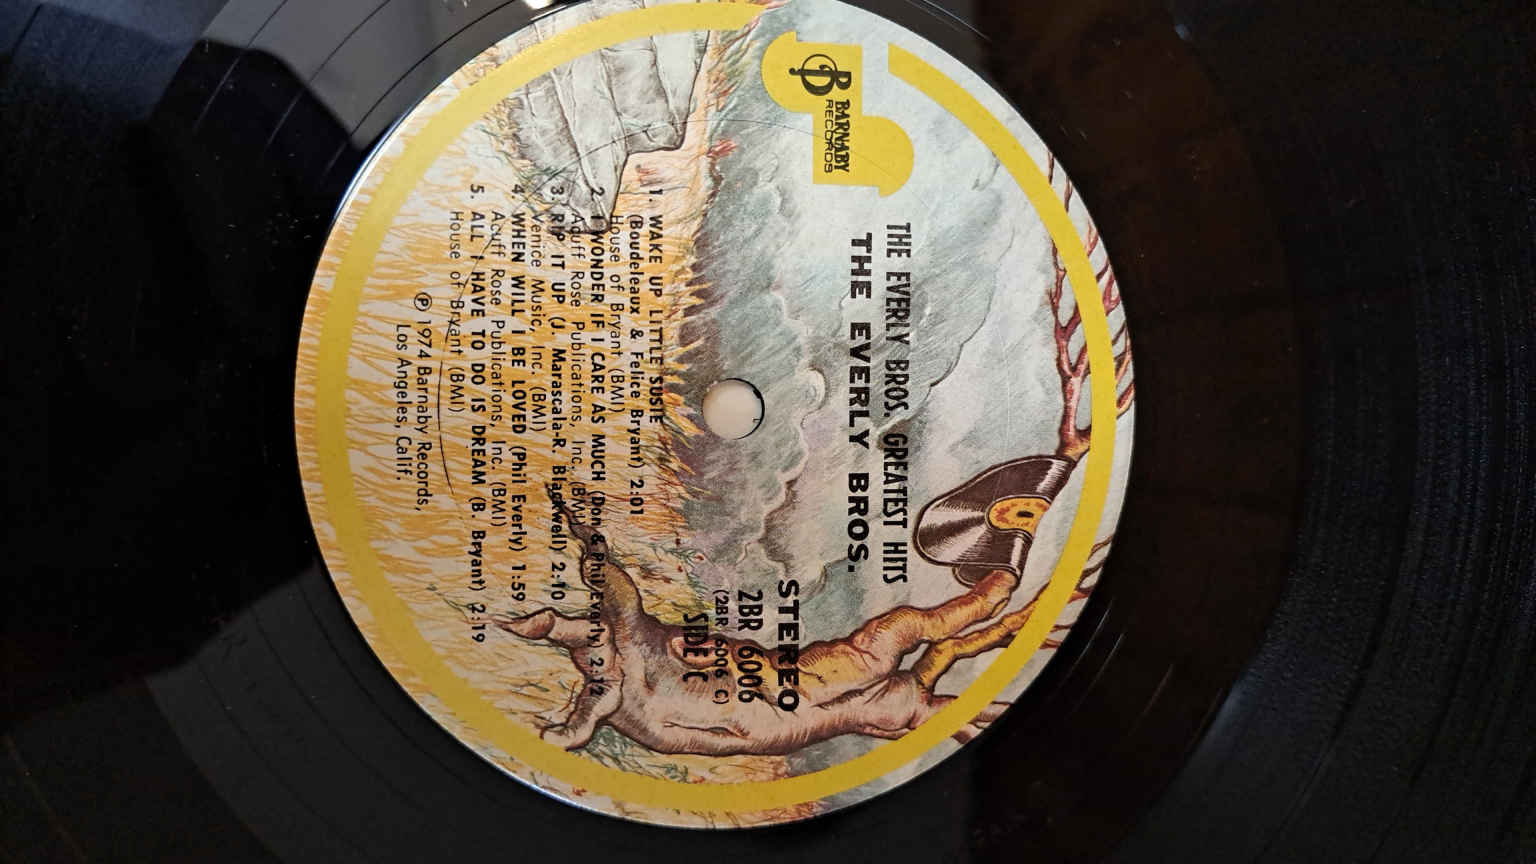 B BARNABY
RECORDS
THE EVERLY BROS. GREATEST HITS
THE EVERLY BROS.
STEREO
2BR 6006
(2BR 6006 C)
SIDE C
1. WAKE UP LITTLE SUSIE
(Boudeleaux & Felice Bryant) 2:01
House of Bryant (BMI)
2. I WONDER IF I CARE AS MUCH (Don & Phil Everly) 2:12
Acuff Rose Publications, Inc. (BMI)
3. RIP IT UP (J. Marascala-R. Blackwell) 2:10
Venice Music, Inc. (BMI)
4. WHEN WILL I BE LOVED (Phil Everly) 1:59
Acuff Rose Publications, Inc. (BMI)
5. ALL I HAVE TO DO IS DREAM (B. Bryant) 2:19
House of Bryant (BMI)
Ⓟ 1974 Barnaby Records,
Los Angeles, Calif.